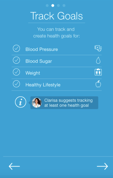 Track Goals
You can track and
create health goals for:
Blood Pressure
Blood Sugar
Weight
Healthy Lifestyle
Clarisa suggests tracking
at least one health goal